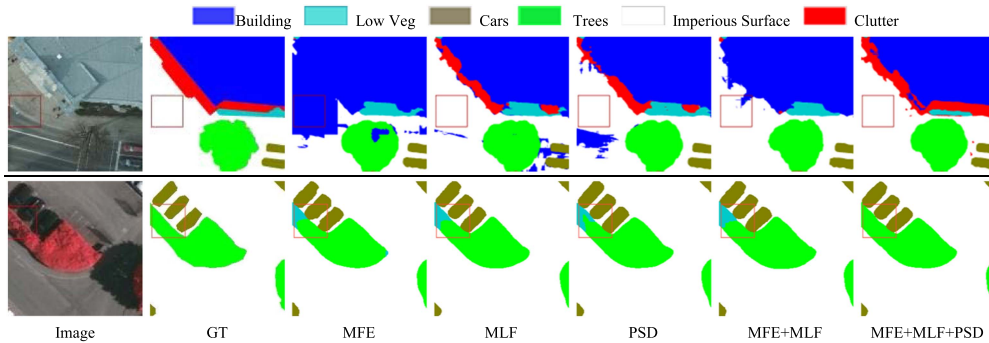 Building Low Veg Cars Trees Imperious Surface Clutter
Image GT MFE MLF PSD MFE+MLF MFE+MLF+PSD